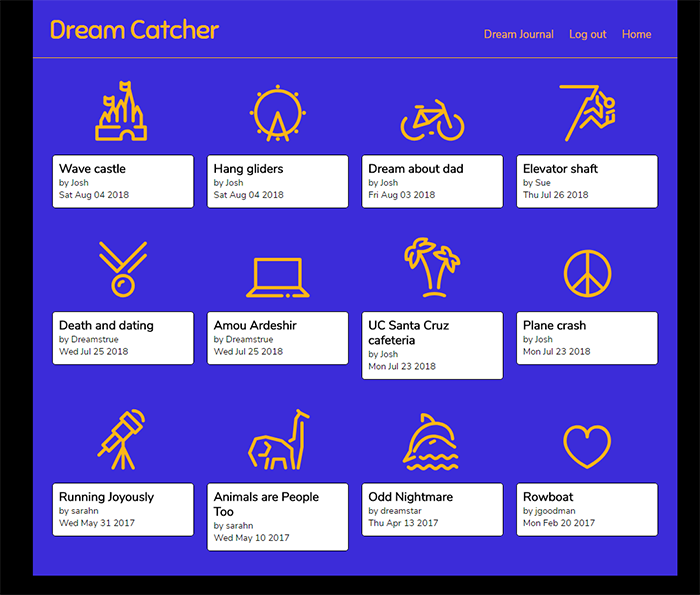 Dream Catcher
Dream Journal Log out Home
Wave castle
by Josh
Sat Aug 04 2018
Hang gliders
by Josh
Sat Aug 04 2018
Dream about dad
by Josh
Fri Aug 03 2018
Elevator shaft
by Sue
Thu Jul 26 2018
Death and dating
by Dreamstrue
Wed Jul 25 2018
Amou Ardeshir
by Dreamstrue
Wed Jul 25 2018
UC Santa Cruz
cafeteria
by Josh
Mon Jul 23 2018
Plane crash
by Josh
Mon Jul 23 2018
Running Joyously
by sarahn
Wed May 31 2017
Animals are People
Too
by sarahn
Wed May 10 2017
Odd Nightmare
by dreamstar
Thu Apr 13 2017
Rowboat
by jgoodman
Mon Feb 20 2017